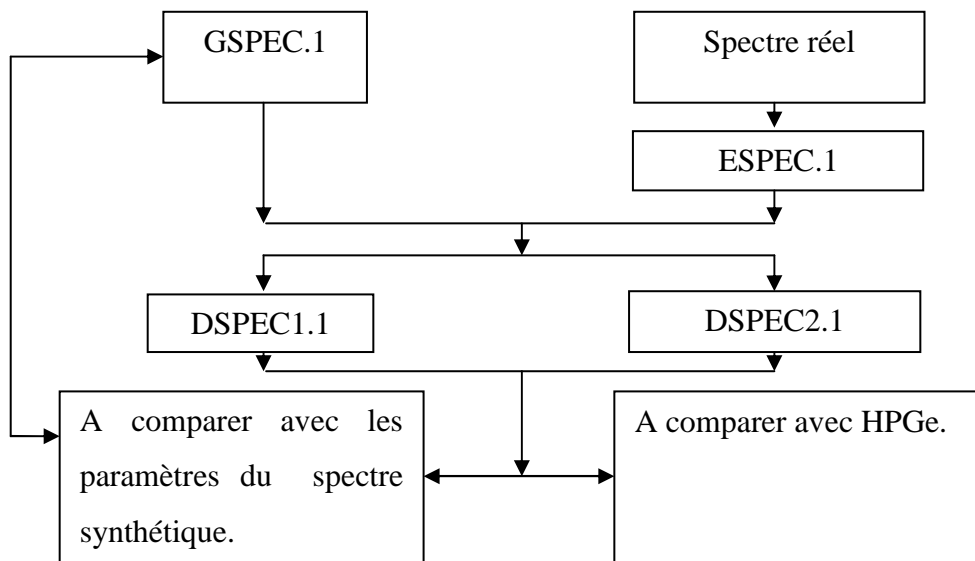 GSPEC.1
Spectre réel
ESPEC.1
DSPEC1.1
DSPEC2.1
A comparer avec les
paramètres du spectre
synthétique.
A comparer avec HPGe.